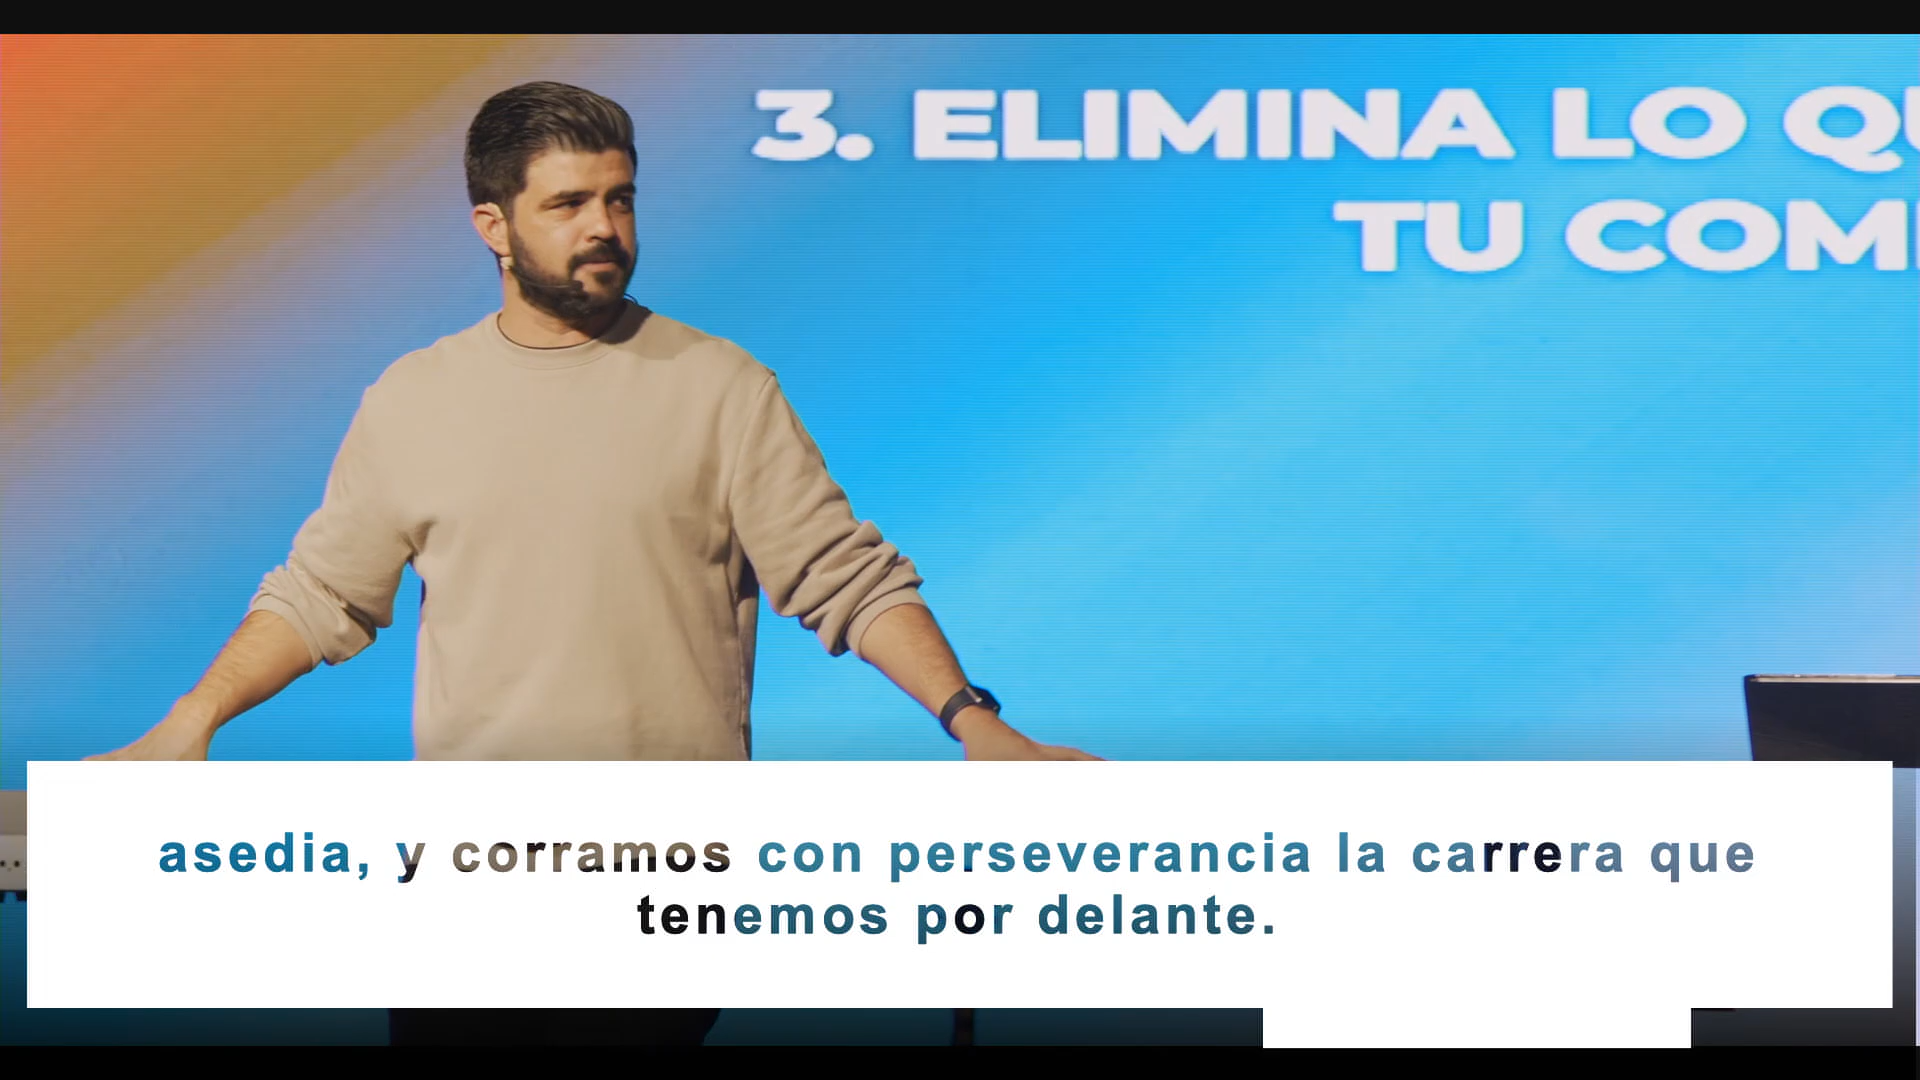 3. ELIMINA LO
TU
asedia, y corramos con perseverancia la carrera que
tenemos por delante.